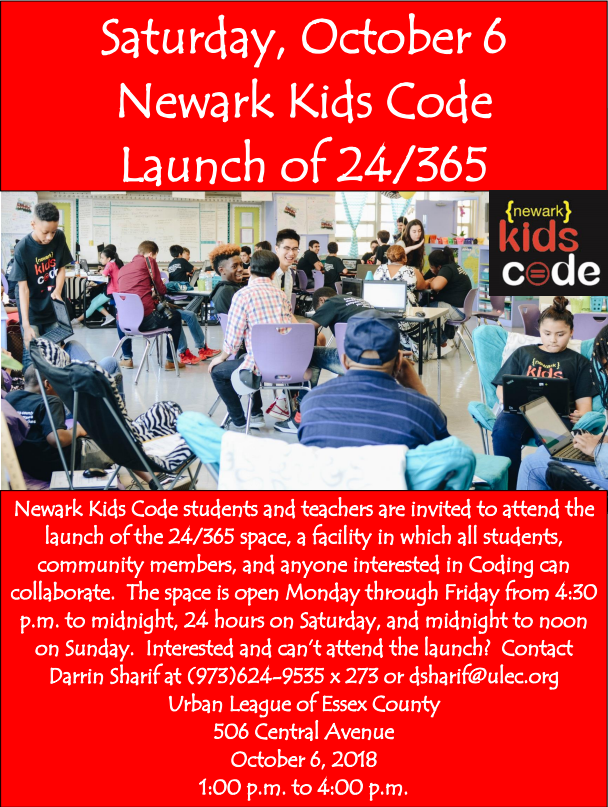 Saturday, October 6
Newark Kids Code
Launch of 24/365
{newark}
kids
code
{newark}
kids
code
{newark}
kids
Newark Kids Code students and teachers are invited to attend the
launch of the 24/365 space, a facility in which all students,
community members, and anyone interested in Coding can
collaborate.  The space is open Monday through Friday from 4:30
p.m. to midnight, 24 hours on Saturday, and midnight to noon
on Sunday.  Interested and can't attend the launch?  Contact
Darrin Sharif at (973)624-9535 x 273 or dsharif@ulec.org
Urban League of Essex County
506 Central Avenue
October 6, 2018
1:00 p.m. to 4:00 p.m.